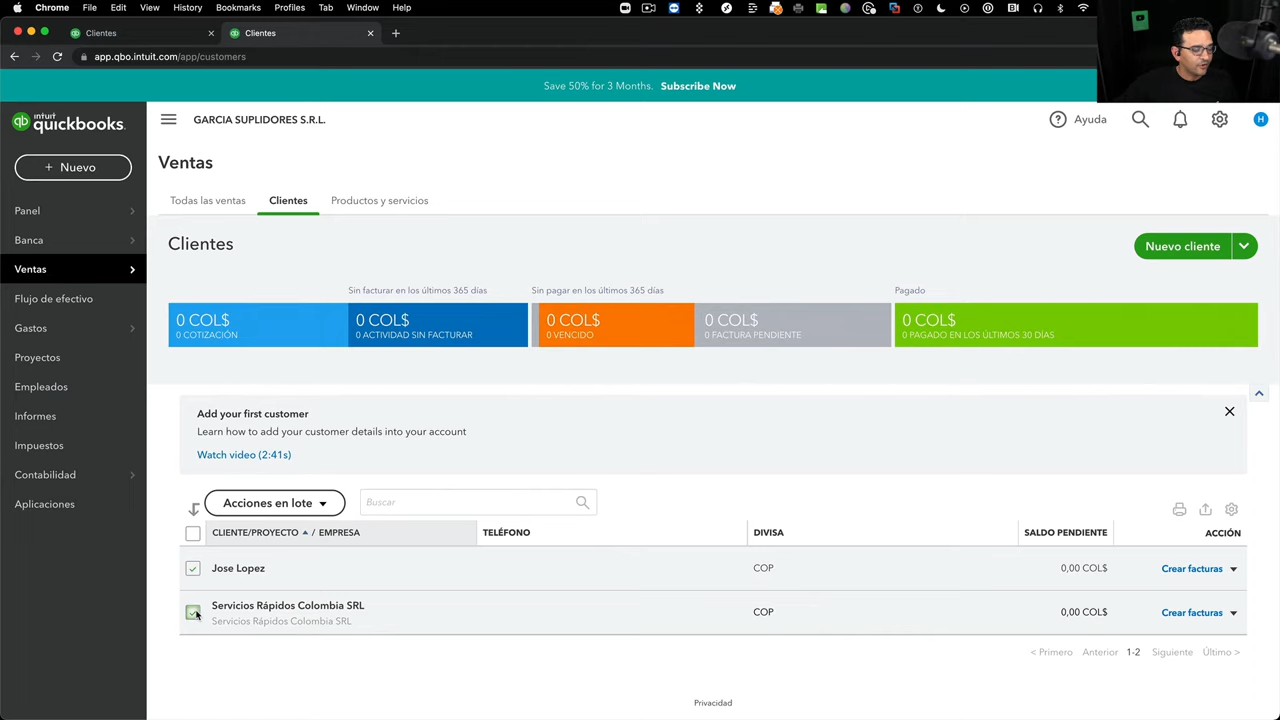 Chrome File Edit View History Bookmarks Profiles Tab Window Help
Clientes
Clientes
app.qbo.intuit.com/app/customers
Save 50% for 3 Months. Subscribe Now
intuit
quickbooks.
GARCIA SUPLIDORES S.R.L.
Ayuda
H
+ Nuevo
Panel
Banca
Ventas
Flujo de efectivo
Gastos
Proyectos
Empleados
Informes
Impuestos
Contabilidad
Aplicaciones
Ventas
Todas las ventas Clientes Productos y servicios
Clientes
Nuevo cliente
Sin facturar en los últimos 365 días Sin pagar en los últimos 365 días Pagado
0 COL$ 0 COL$ 0 COL$ 0 COL$ 0 COL$
0 COTIZACIÓN 0 ACTIVIDAD SIN FACTURAR 0 VENCIDO 0 FACTURA PENDIENTE 0 PAGADO EN LOS ÚLTIMOS 30 DÍAS
Add your first customer
Learn how to add your customer details into your account
Watch video (2:41s)
Acciones en lote
Buscar
CLIENTE/PROYECTO / EMPRESA TELÉFONO DIVISA SALDO PENDIENTE ACCIÓN
Jose Lopez COP 0,00 COL$ Crear facturas
Servicios Rápidos Colombia SRL COP 0,00 COL$ Crear facturas
Servicios Rápidos Colombia SRL
< Primero Anterior 1-2 Siguiente Último >
Privacidad